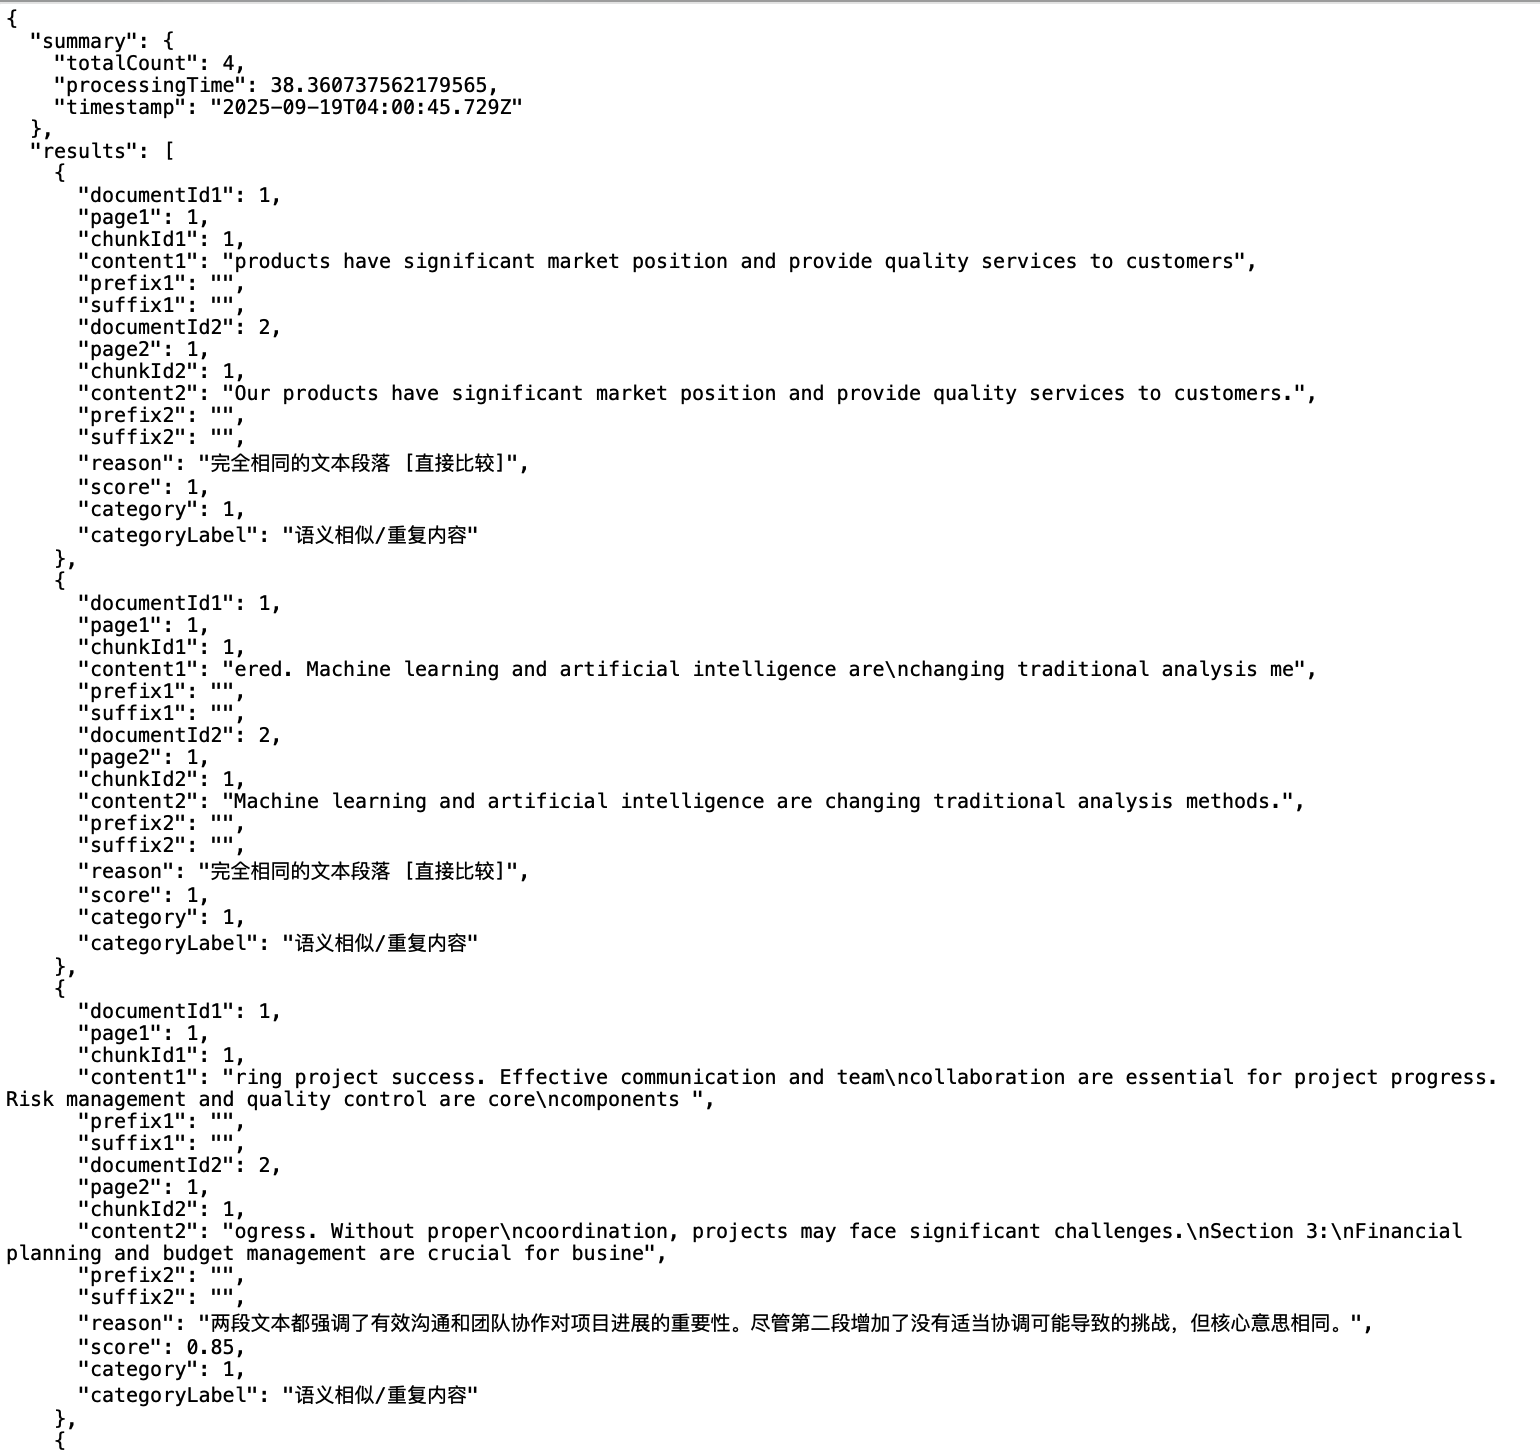 {
  "summary": {
    "totalCount": 4,
    "processingTime": 38.360737562179565,
    "timestamp": "2025-09-19T04:00:45.729Z"
  },
  "results": [
    {
      "documentId1": 1,
      "page1": 1,
      "chunkId1": 1,
      "content1": "products have significant market position and provide quality services to customers",
      "prefix1": "",
      "suffix1": "",
      "documentId2": 2,
      "page2": 1,
      "chunkId2": 1,
      "content2": "Our products have significant market position and provide quality services to customers.",
      "prefix2": "",
      "suffix2": "",
      "reason": "完全相同的文本段落 [直接比较]",
      "score": 1,
      "category": 1,
      "categoryLabel": "语义相似/重复内容"
    },
    {
      "documentId1": 1,
      "page1": 1,
      "chunkId1": 1,
      "content1": "ered. Machine learning and artificial intelligence are\nchanging traditional analysis me",
      "prefix1": "",
      "suffix1": "",
      "documentId2": 2,
      "page2": 1,
      "chunkId2": 1,
      "content2": "Machine learning and artificial intelligence are changing traditional analysis methods.",
      "prefix2": "",
      "suffix2": "",
      "reason": "完全相同的文本段落 [直接比较]",
      "score": 1,
      "category": 1,
      "categoryLabel": "语义相似/重复内容"
    },
    {
      "documentId1": 1,
      "page1": 1,
      "chunkId1": 1,
      "content1": "ring project success. Effective communication and team\ncollaboration are essential for project progress.
Risk management and quality control are core\ncomponents ",
      "prefix1": "",
      "suffix1": "",
      "documentId2": 2,
      "page2": 1,
      "chunkId2": 1,
      "content2": "ogress. Without proper\ncoordination, projects may face significant challenges.\nSection 3:\nFinancial
planning and budget management are crucial for busine",
      "prefix2": "",
      "suffix2": "",
      "reason": "两段文本都强调了有效沟通和团队协作对项目进展的重要性。尽管第二段增加了没有适当协调可能导致的挑战，但核心意思相同。",
      "score": 0.85,
      "category": 1,
      "categoryLabel": "语义相似/重复内容"
    },
    {